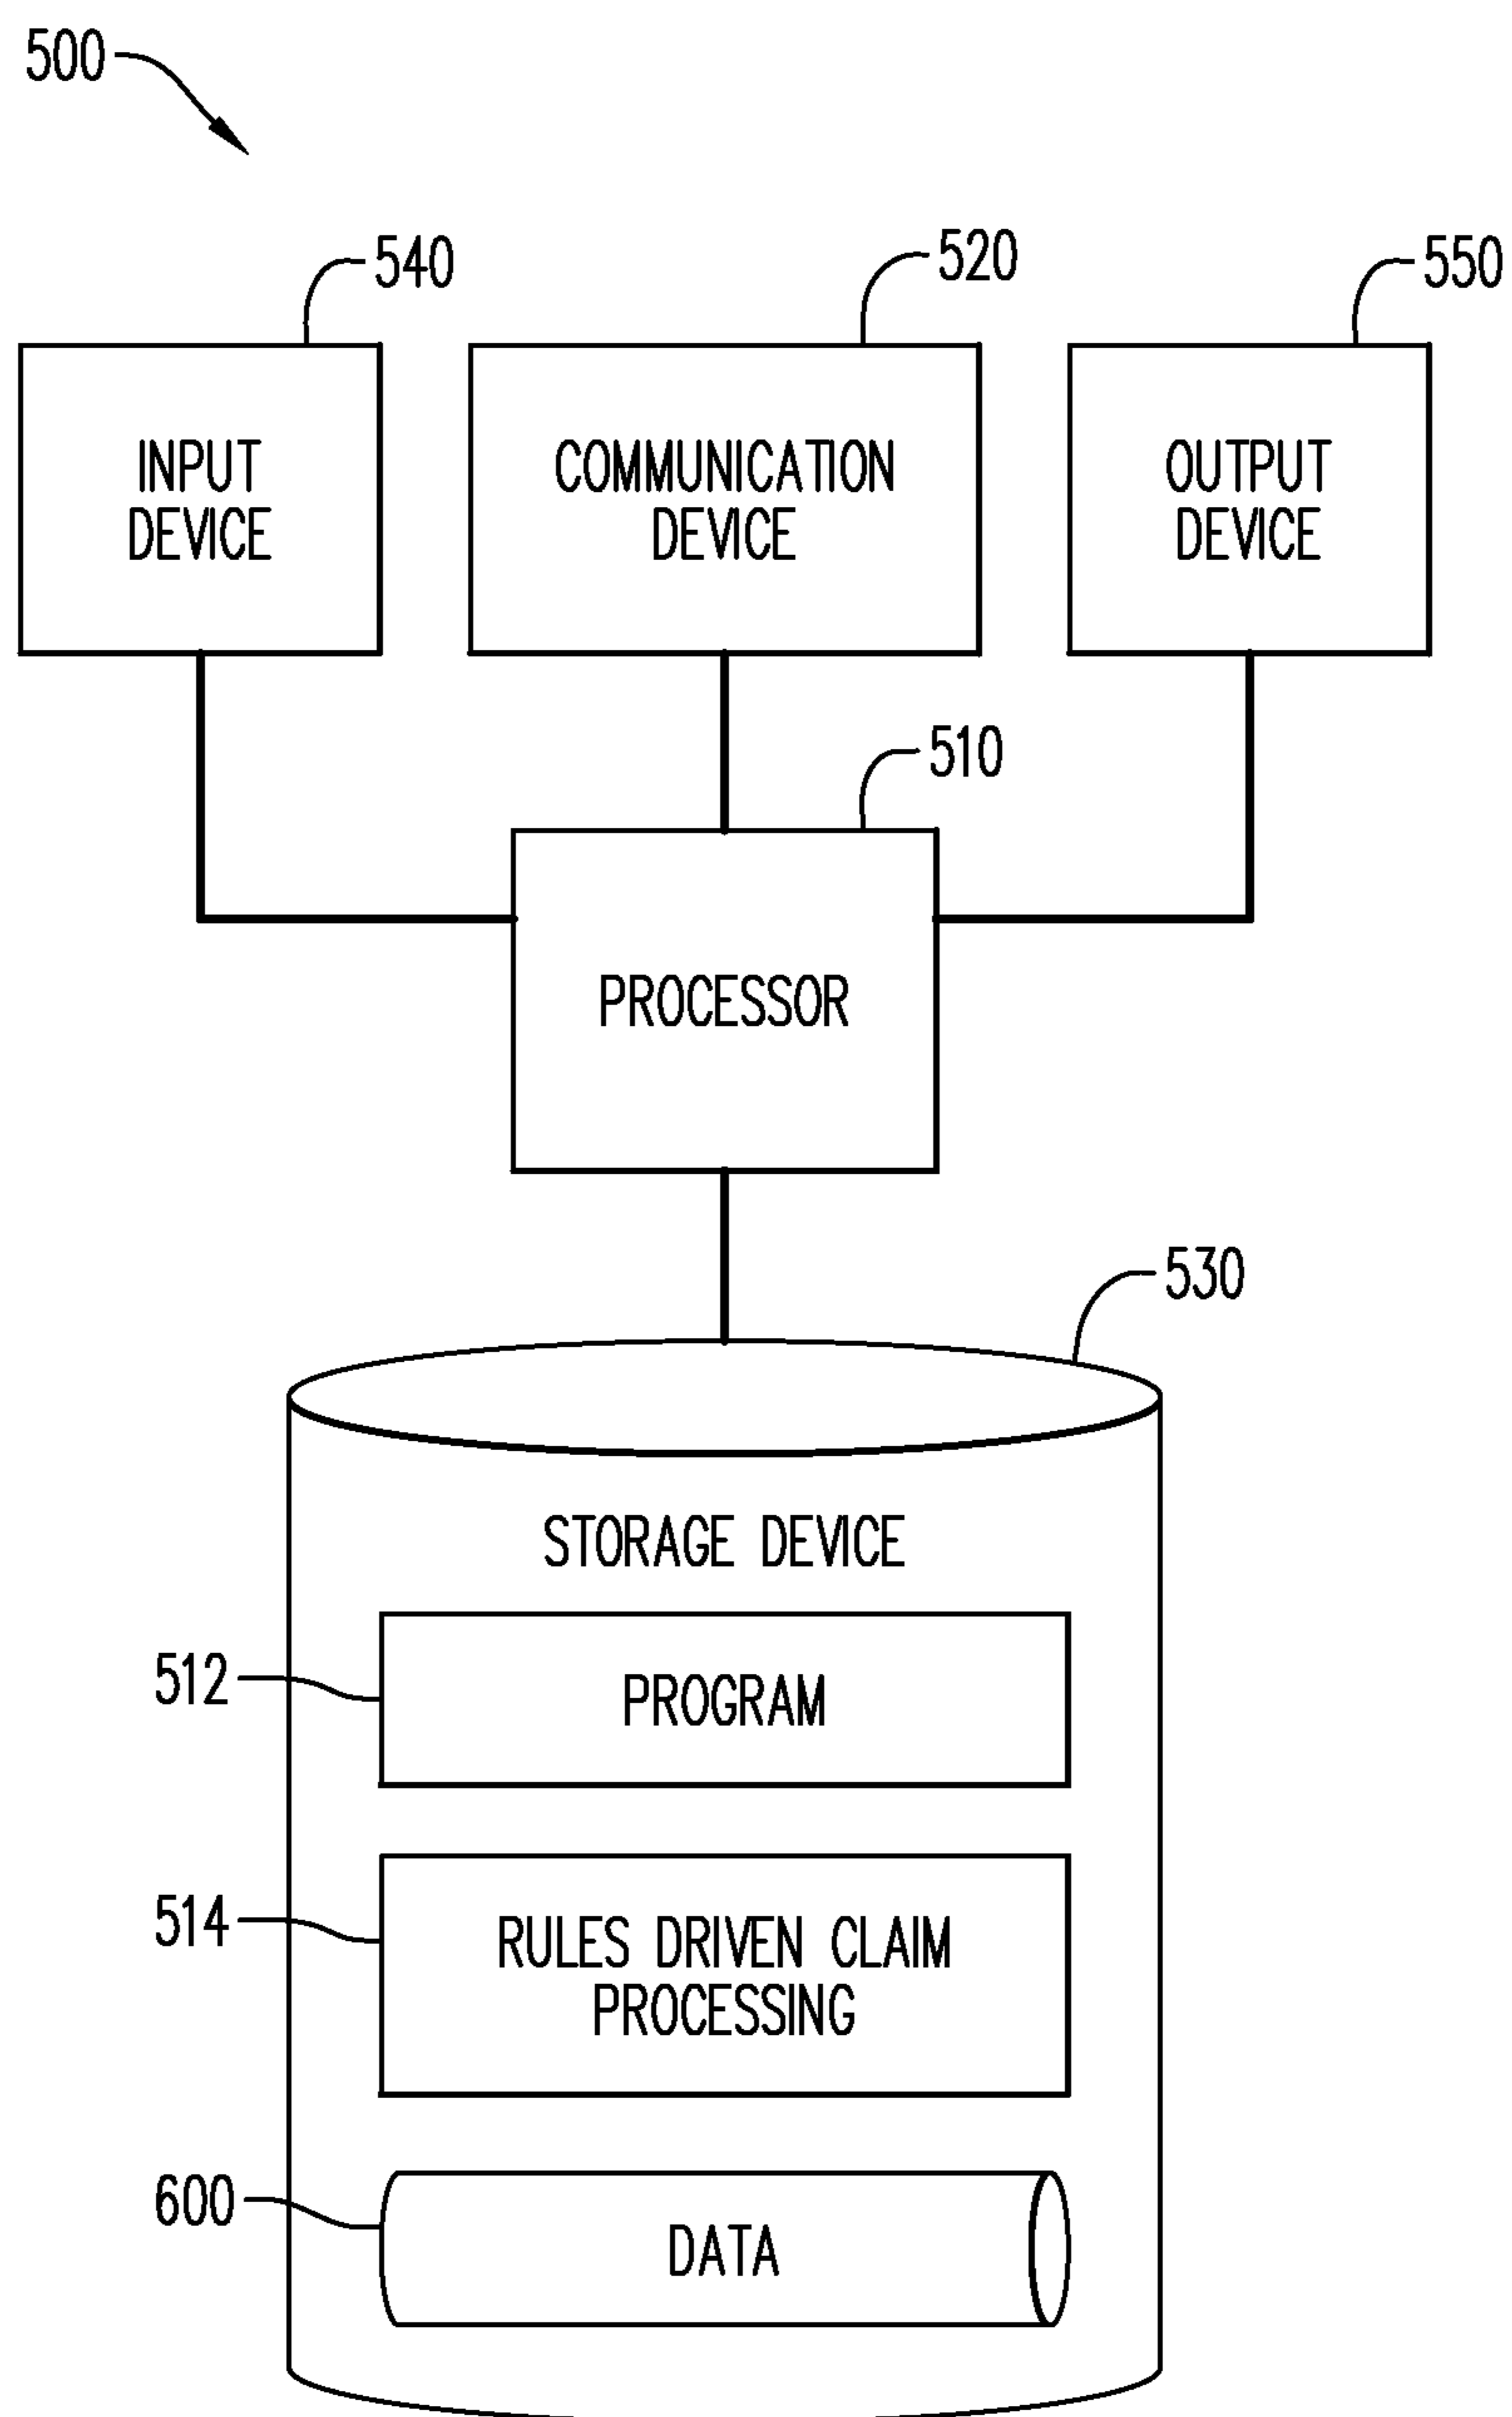 500
540
520
550
INPUT
DEVICE
COMMUNICATION
DEVICE
OUTPUT
DEVICE
510
PROCESSOR
530
STORAGE DEVICE
512
PROGRAM
514
RULES DRIVEN CLAIM
PROCESSING
600
DATA